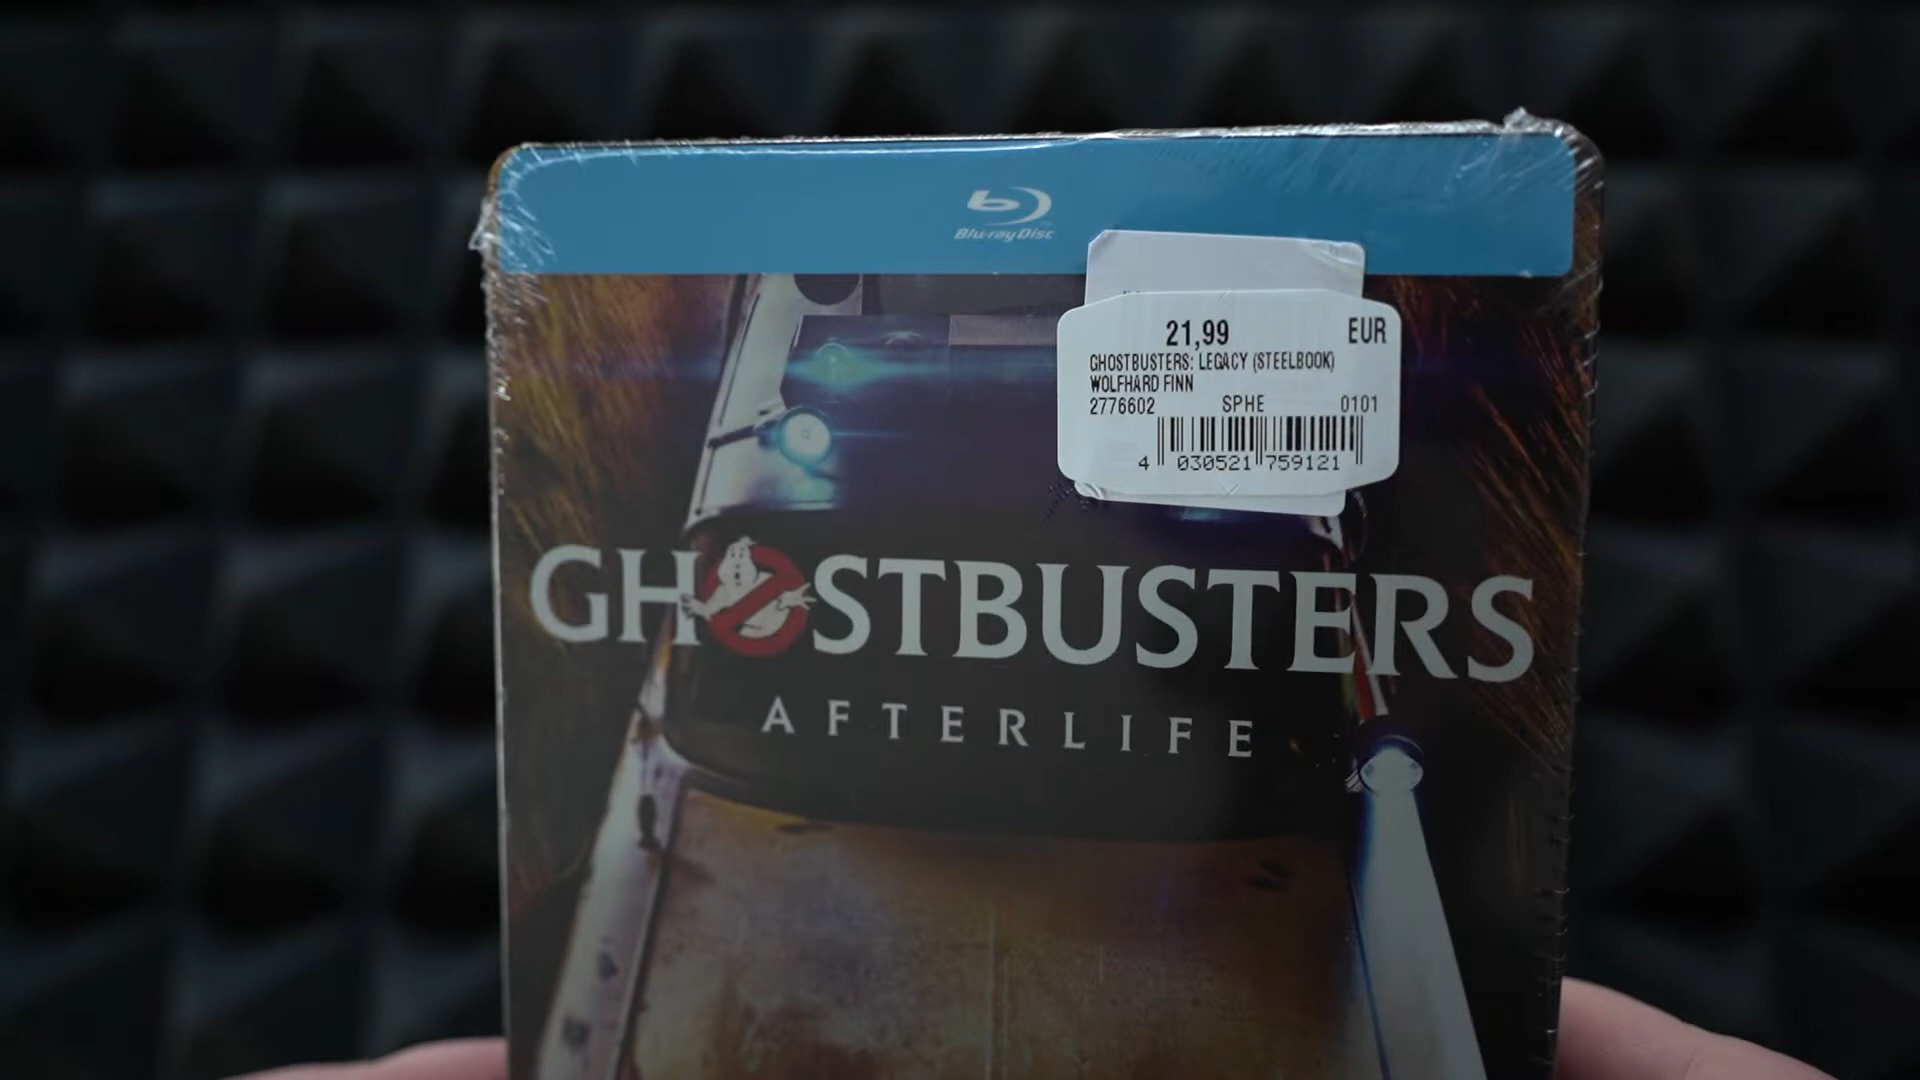 Blu-ray Disc
21,99 EUR
GHOSTBUSTERS: LEGACY (STEELBOOK)
WOLFHARD FINN
2776602 SPHE 0101
4 030521 759121
GHOSTBUSTERS
AFTERLIFE